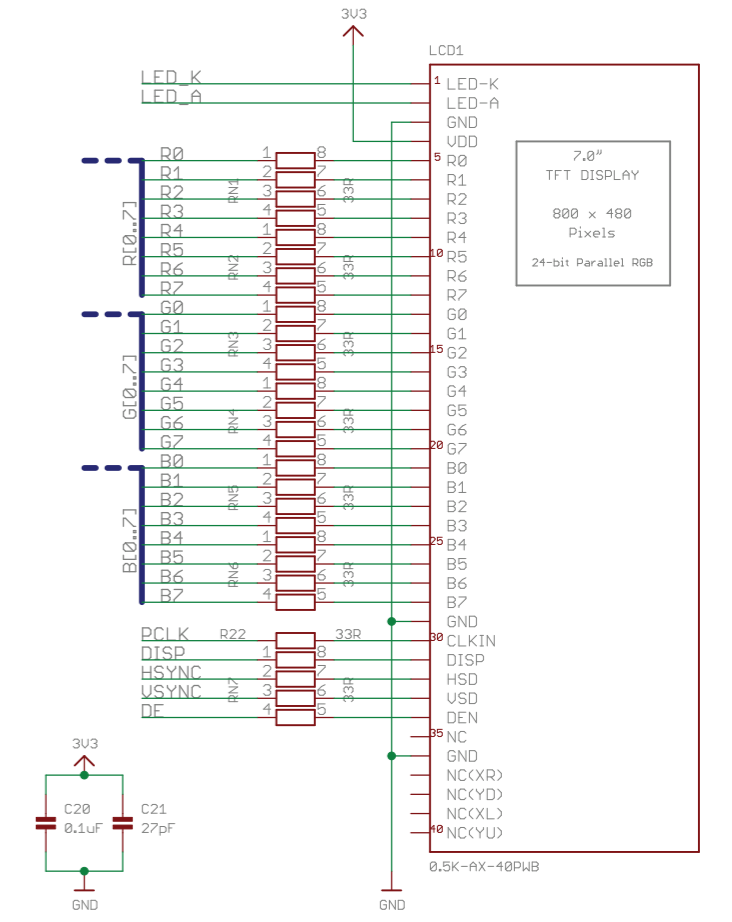 3V3
LCD1
LED_K 1 LED-K
LED_A LED-A
GND
VDD
7.0"
TFT DISPLAY
800 x 480
Pixels
24-bit Parallel RGB
R[0..7]
R0 1 8 5 R0
R1 2 7 R1
RN1 33R
R2 3 6 R2
R3 4 5 R3
R4 1 8 R4
R5 2 7 10 R5
RN2 33R
R6 3 6 R6
R7 4 5 R7
G[0..7]
G0 1 8 G0
G1 2 7 G1
RN3 33R
G2 3 6 15 G2
G3 4 5 G3
G4 1 8 G4
G5 2 7 G5
RN4 33R
G6 3 6 G6
G7 4 5 20 G7
B[0..7]
B0 1 8 B0
B1 2 7 B1
RN5 33R
B2 3 6 B2
B3 4 5 B3
B4 1 8 25 B4
B5 2 7 B5
RN6 33R
B6 3 6 B6
B7 4 5 B7
GND
PCLK R22 33R 30 CLKIN
DISP 1 8 DISP
HSYNC 2 7 HSD
RN7 33R
VSYNC 3 6 VSD
DE 4 5 DEN
35 NC
GND
NC(XR)
NC(YD)
NC(XL)
40 NC(YU)
0.5K-AX-40PWB
GND
3V3
C20 C21
0.1uF 27pF
GND